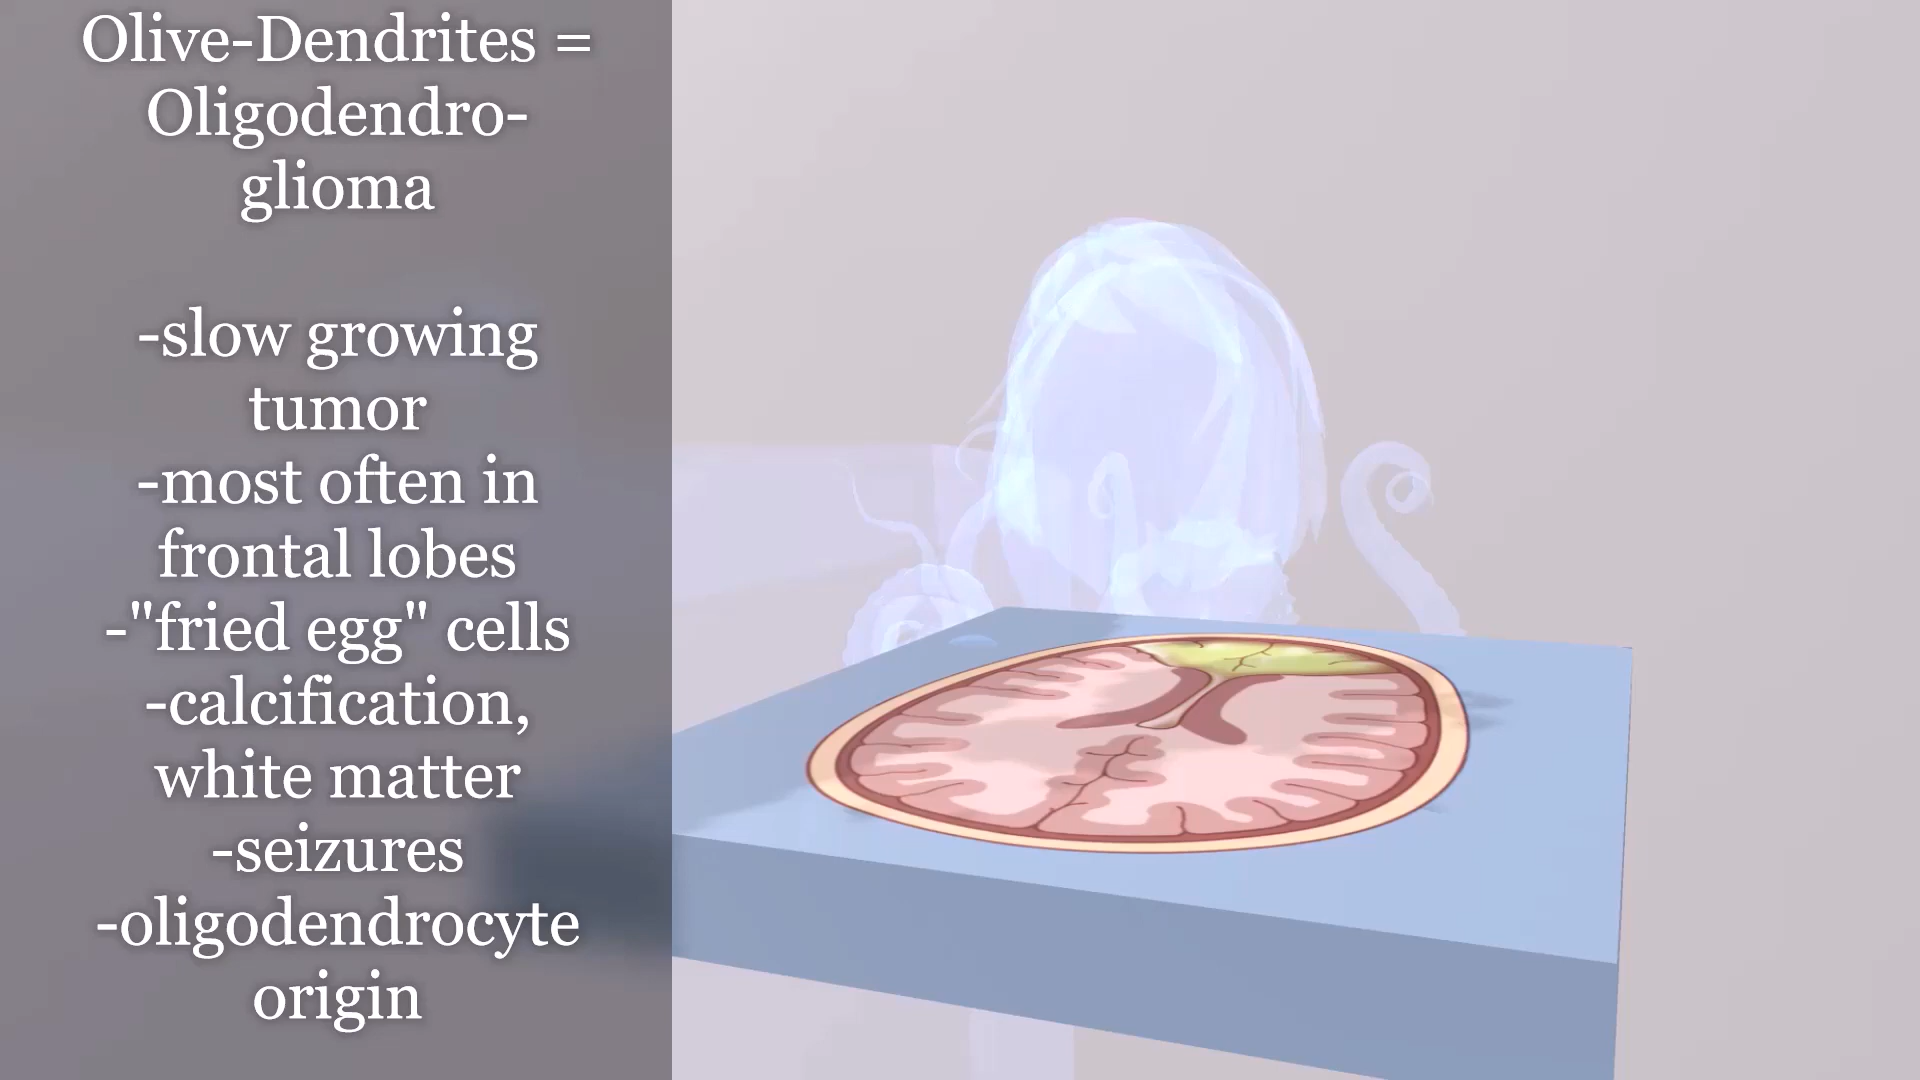 Olive-Dendrites =
Oligodendro-
glioma
-slow growing
tumor
-most often in
frontal lobes
-"fried egg" cells
-calcification,
white matter
-seizures
-oligodendrocyte
origin